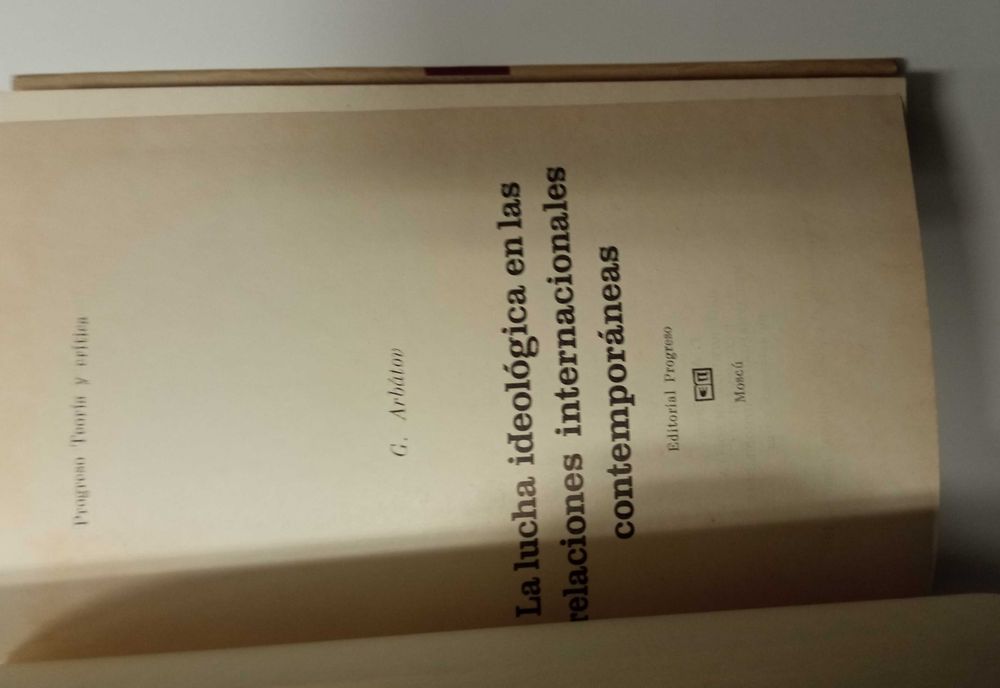 Progreso Teoría y crítica
G. Arbátov
La lucha ideológica en las
relaciones internacionales
contemporáneas
Editorial Progreso
Moscú